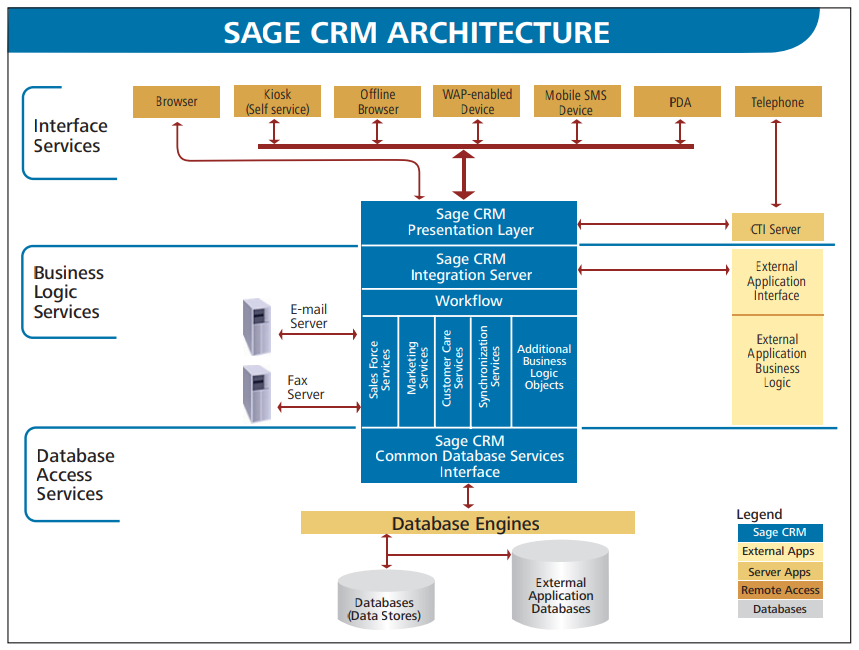 SAGE CRM ARCHITECTURE
Interface
Services
Browser
Kiosk
(Self service)
Offline
Browser
WAP-enabled
Device
Mobile SMS
Device
PDA
Telephone
Sage CRM
Presentation Layer
CTI Server
Business
Logic
Services
Sage CRM
Integration Server
External
Application
Interface
Workflow
E-mail
Server
Fax
Server
Sales Force
Services
Marketing
Services
Customer Care
Services
Synchronization
Services
Additional
Business
Logic
Objects
External
Application
Business
Logic
Database
Access
Services
Sage CRM
Common Database Services
Interface
Database Engines
Databases
(Data Stores)
External
Application
Databases
Legend
Sage CRM
External Apps
Server Apps
Remote Access
Databases